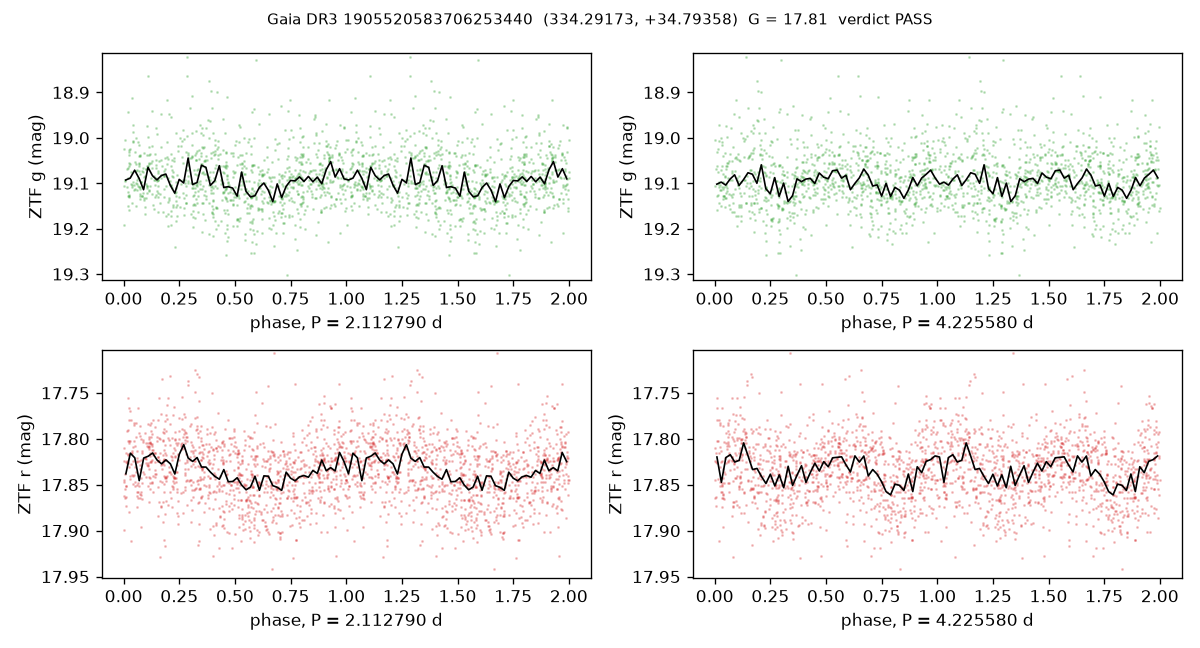 Gaia DR3 1905520583706253440 (334.29173, +34.79358) G = 17.81 verdict PASS
ZTF g (mag)
18.9
19.0
19.1
19.2
19.3
0.00 0.25 0.50 0.75 1.00 1.25 1.50 1.75 2.00
phase, P = 2.112790 d
ZTF g (mag)
18.9
19.0
19.1
19.2
19.3
0.00 0.25 0.50 0.75 1.00 1.25 1.50 1.75 2.00
phase, P = 4.225580 d
ZTF r (mag)
17.75
17.80
17.85
17.90
17.95
0.00 0.25 0.50 0.75 1.00 1.25 1.50 1.75 2.00
phase, P = 2.112790 d
ZTF r (mag)
17.75
17.80
17.85
17.90
17.95
0.00 0.25 0.50 0.75 1.00 1.25 1.50 1.75 2.00
phase, P = 4.225580 d